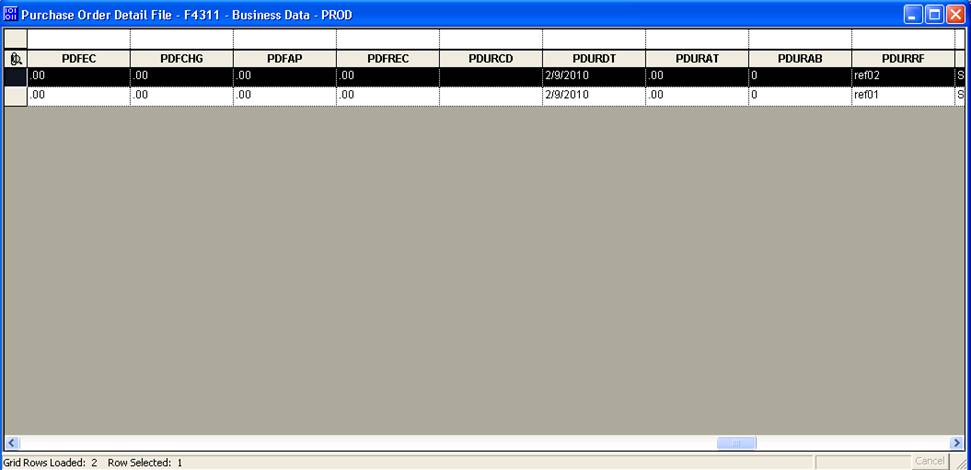 Purchase Order Detail File - F4311 - Business Data - PROD
PDFEC PDFCHG PDFAP PDFREC PDURCD PDURDT PDURAT PDURAB PDURRF
.00 .00 .00 .00 2/9/2010 .00 0 ref02 S
.00 .00 .00 .00 2/9/2010 .00 0 ref01 S
Grid Rows Loaded: 2 Row Selected: 1 Cancel